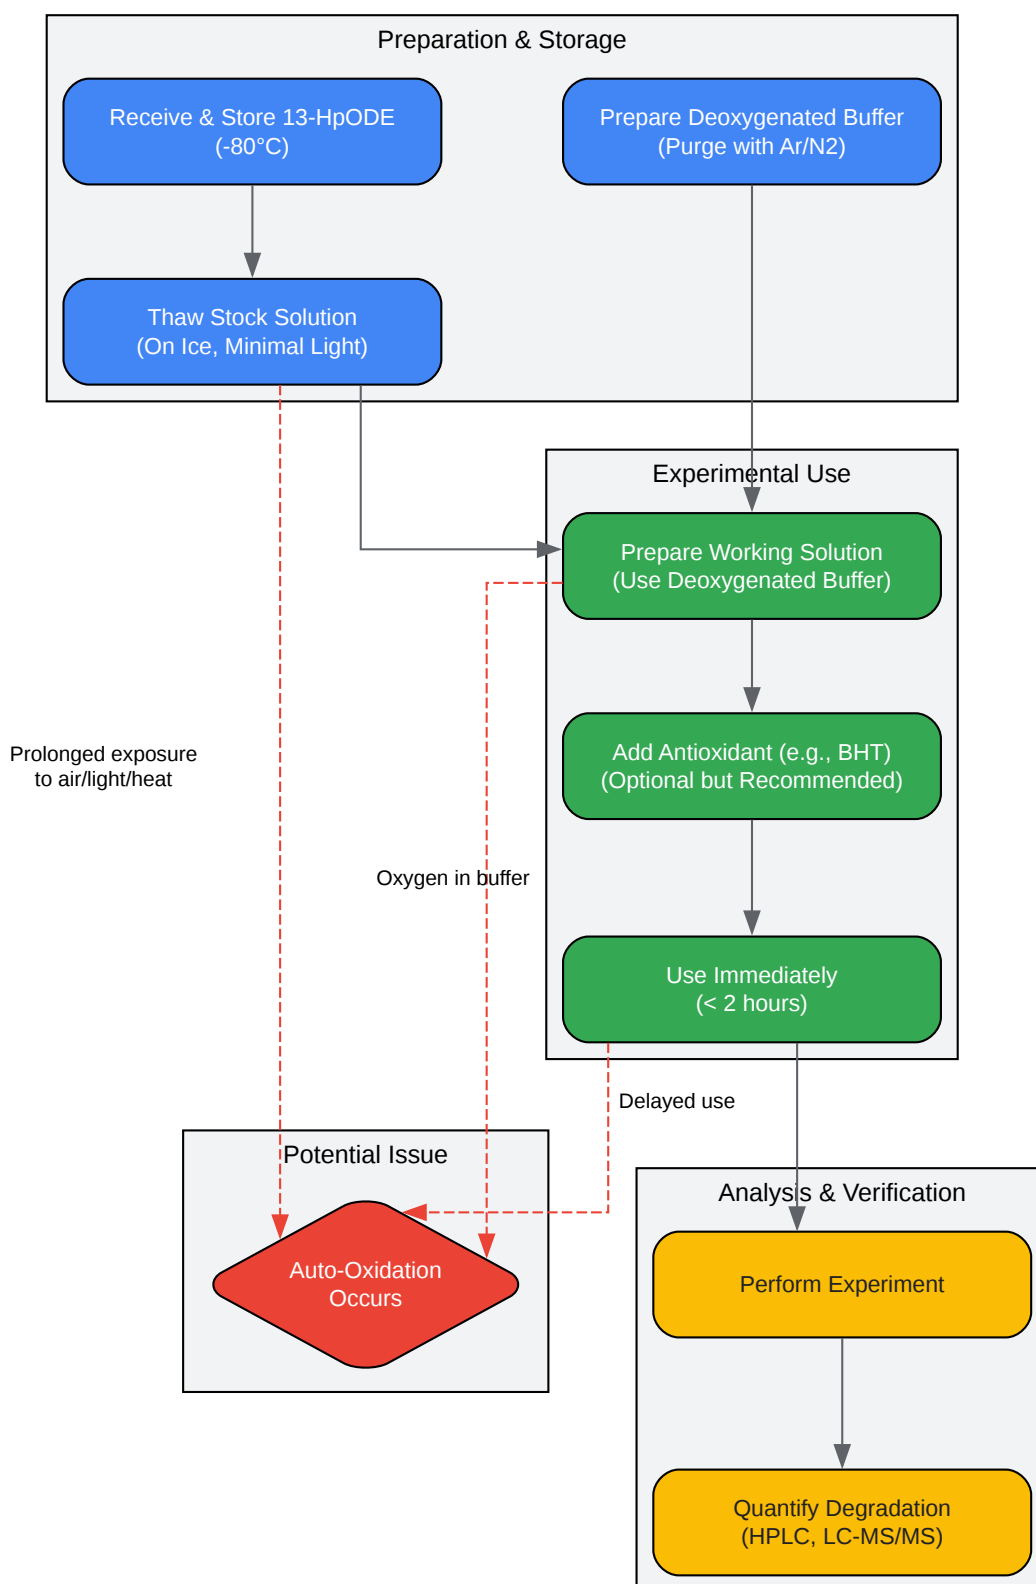 Preparation & Storage
Receive & Store 13-HpODE
(-80°C)
Prepare Deoxygenated Buffer
(Purge with Ar/N2)
Thaw Stock Solution
(On Ice, Minimal Light)
Experimental Use
Prepare Working Solution
(Use Deoxygenated Buffer)
Prolonged exposure
to air/light/heat
Add Antioxidant (e.g., BHT)
(Optional but Recommended)
Oxygen in buffer
Use Immediately
(< 2 hours)
Delayed use
Potential Issue
Auto-Oxidation
Occurs
Analysis & Verification
Perform Experiment
Quantify Degradation
(HPLC, LC-MS/MS)